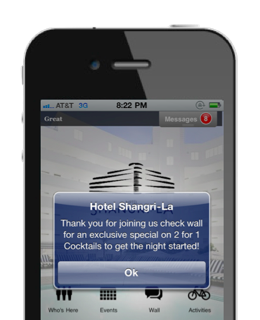 AT&T 3G 8:22 PM
Great Messages 8
Hotel Shangri-La
Thank you for joining us check wall
for an exclusive special on 2 for 1
Cocktails to get the night started!
Ok
Who's Here Events Wall Activities